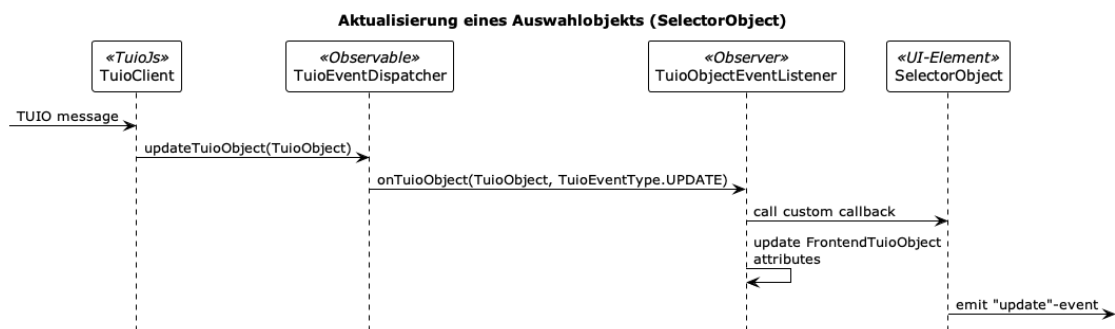 Aktualisierung eines Auswahlobjekts (SelectorObject)
«TuioJs»
TuioClient
«Observable»
TuioEventDispatcher
«Observer»
TuioObjectEventListener
«UI-Element»
SelectorObject
TUIO message
updateTuioObject(TuioObject)
onTuioObject(TuioObject, TuioEventType.UPDATE)
call custom callback
update FrontendTuioObject
attributes
emit "update"-event